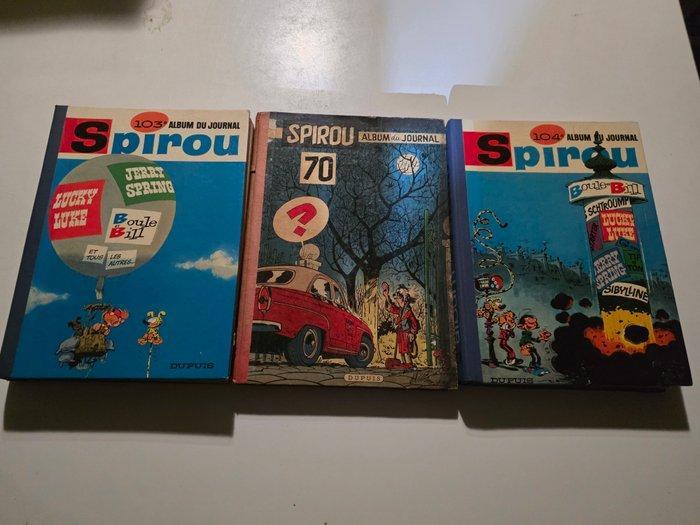 103e ALBUM DU JOURNAL
Spirou
LUCKY
LUKE
JERRY
SPRING
Boule
Bill
ET TOUS
LES
AUTRES...
DUPUIS
SPIROU ALBUM du JOURNAL
70
?
DUPUIS
104e ALBUM DU JOURNAL
Spirou
Boule Bill
SCHTROUMPF
LUCKY
LUKE
JERRY
SPRING
SIBYLLINE
DUPUIS